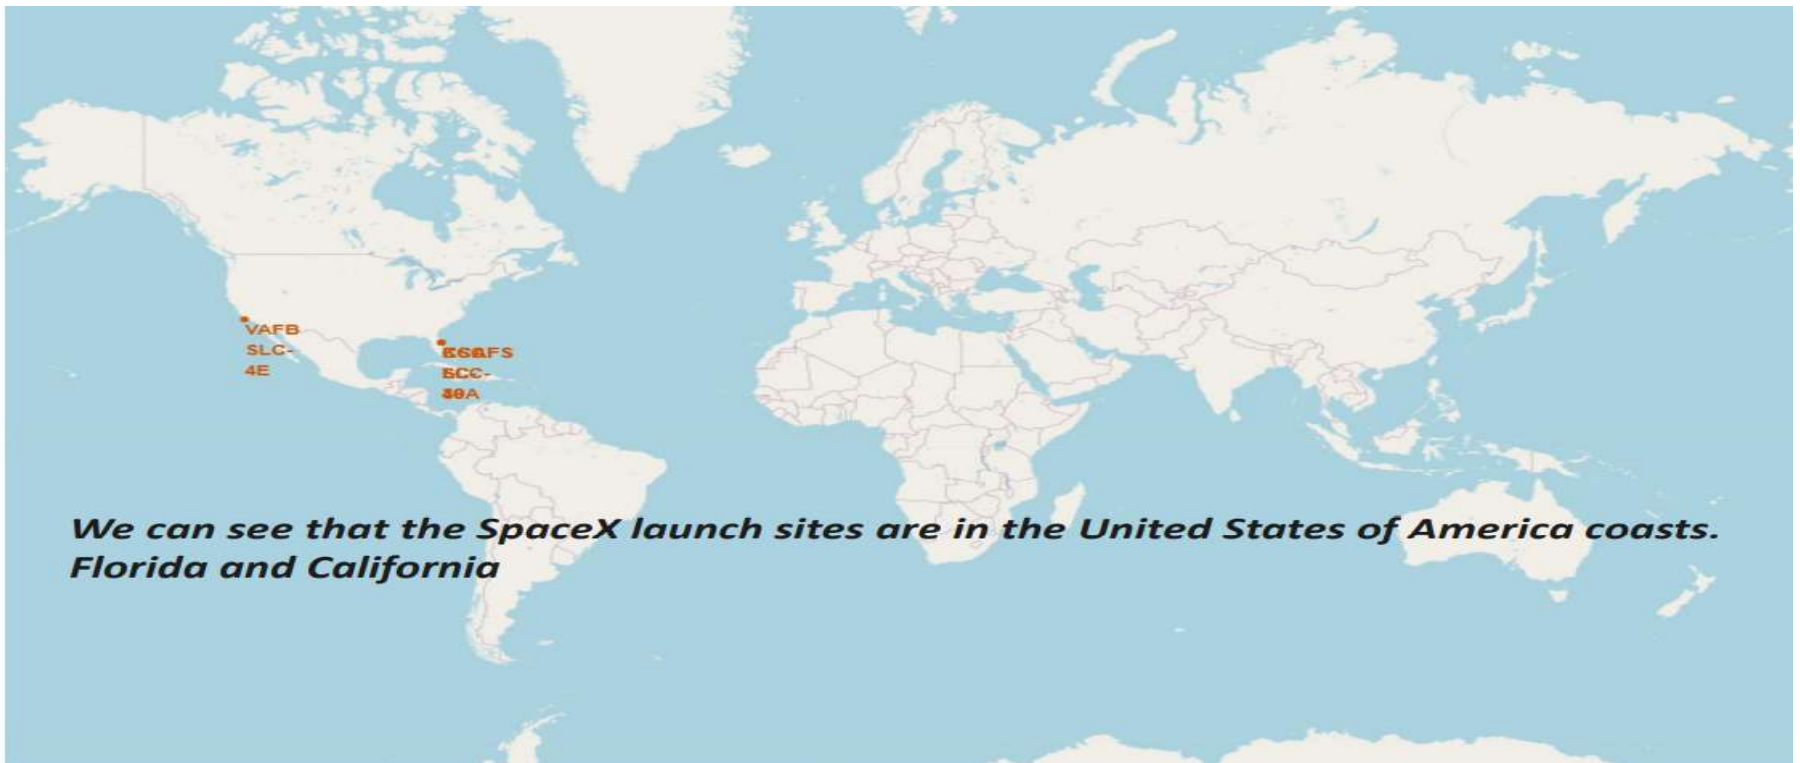 VAFB
SLC-
4E
We can see that the SpaceX launch sites are in the United States of America coasts.
Florida and California